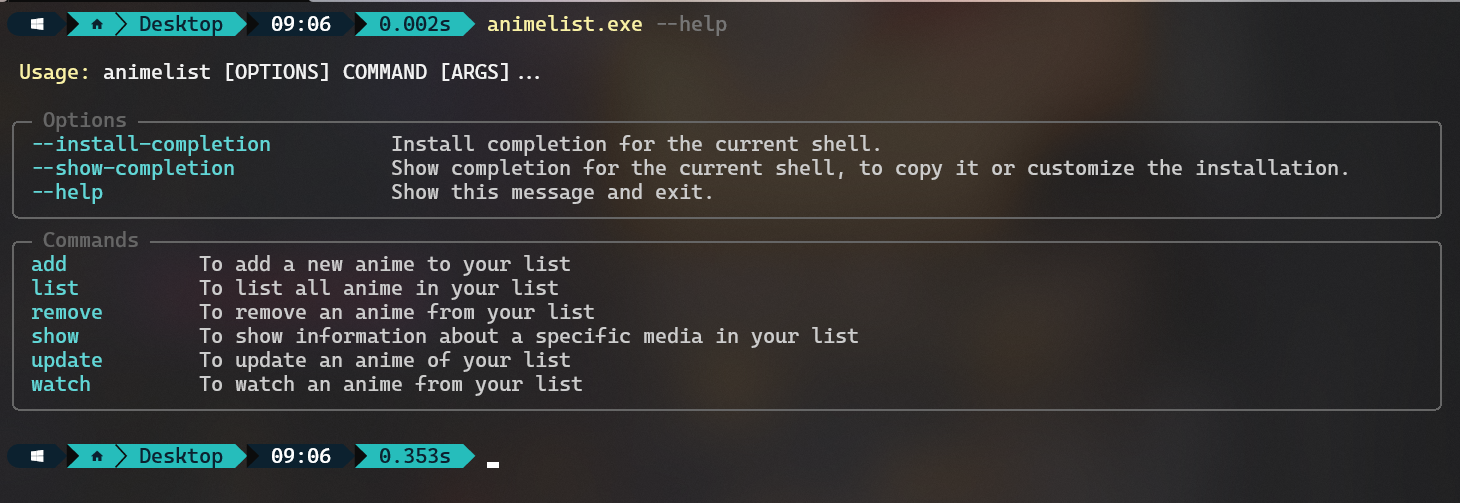 Desktop 09:06 0.002s animelist.exe --help
Usage: animelist [OPTIONS] COMMAND [ARGS]...
Options
--install-completion Install completion for the current shell.
--show-completion Show completion for the current shell, to copy it or customize the installation.
--help Show this message and exit.
Commands
add To add a new anime to your list
list To list all anime in your list
remove To remove an anime from your list
show To show information about a specific media in your list
update To update an anime of your list
watch To watch an anime from your list
Desktop 09:06 0.353s